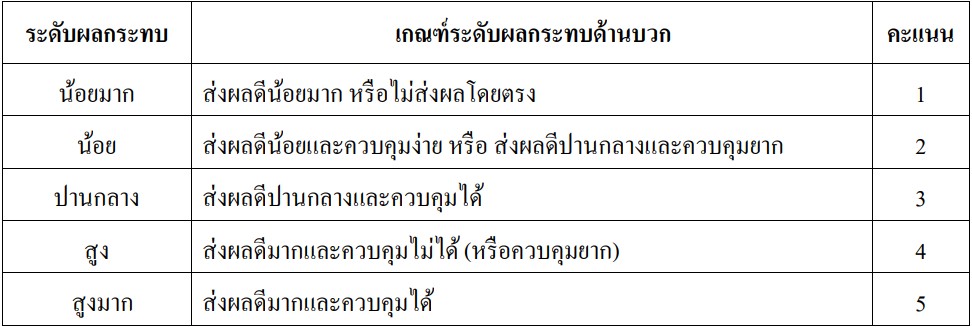 ระดับผลกระทบ เกณฑ์ระดับผลกระทบด้านบวก คะแนน
น้อยมาก ส่งผลดีน้อยมาก หรือไม่ส่งผลโดยตรง 1
น้อย ส่งผลดีน้อยและควบคุมง่าย หรือ ส่งผลดีปานกลางและควบคุมยาก 2
ปานกลาง ส่งผลดีปานกลางและควบคุมได้ 3
สูง ส่งผลดีมากและควบคุมไม่ได้ (หรือควบคุมยาก) 4
สูงมาก ส่งผลดีมากและควบคุมได้ 5